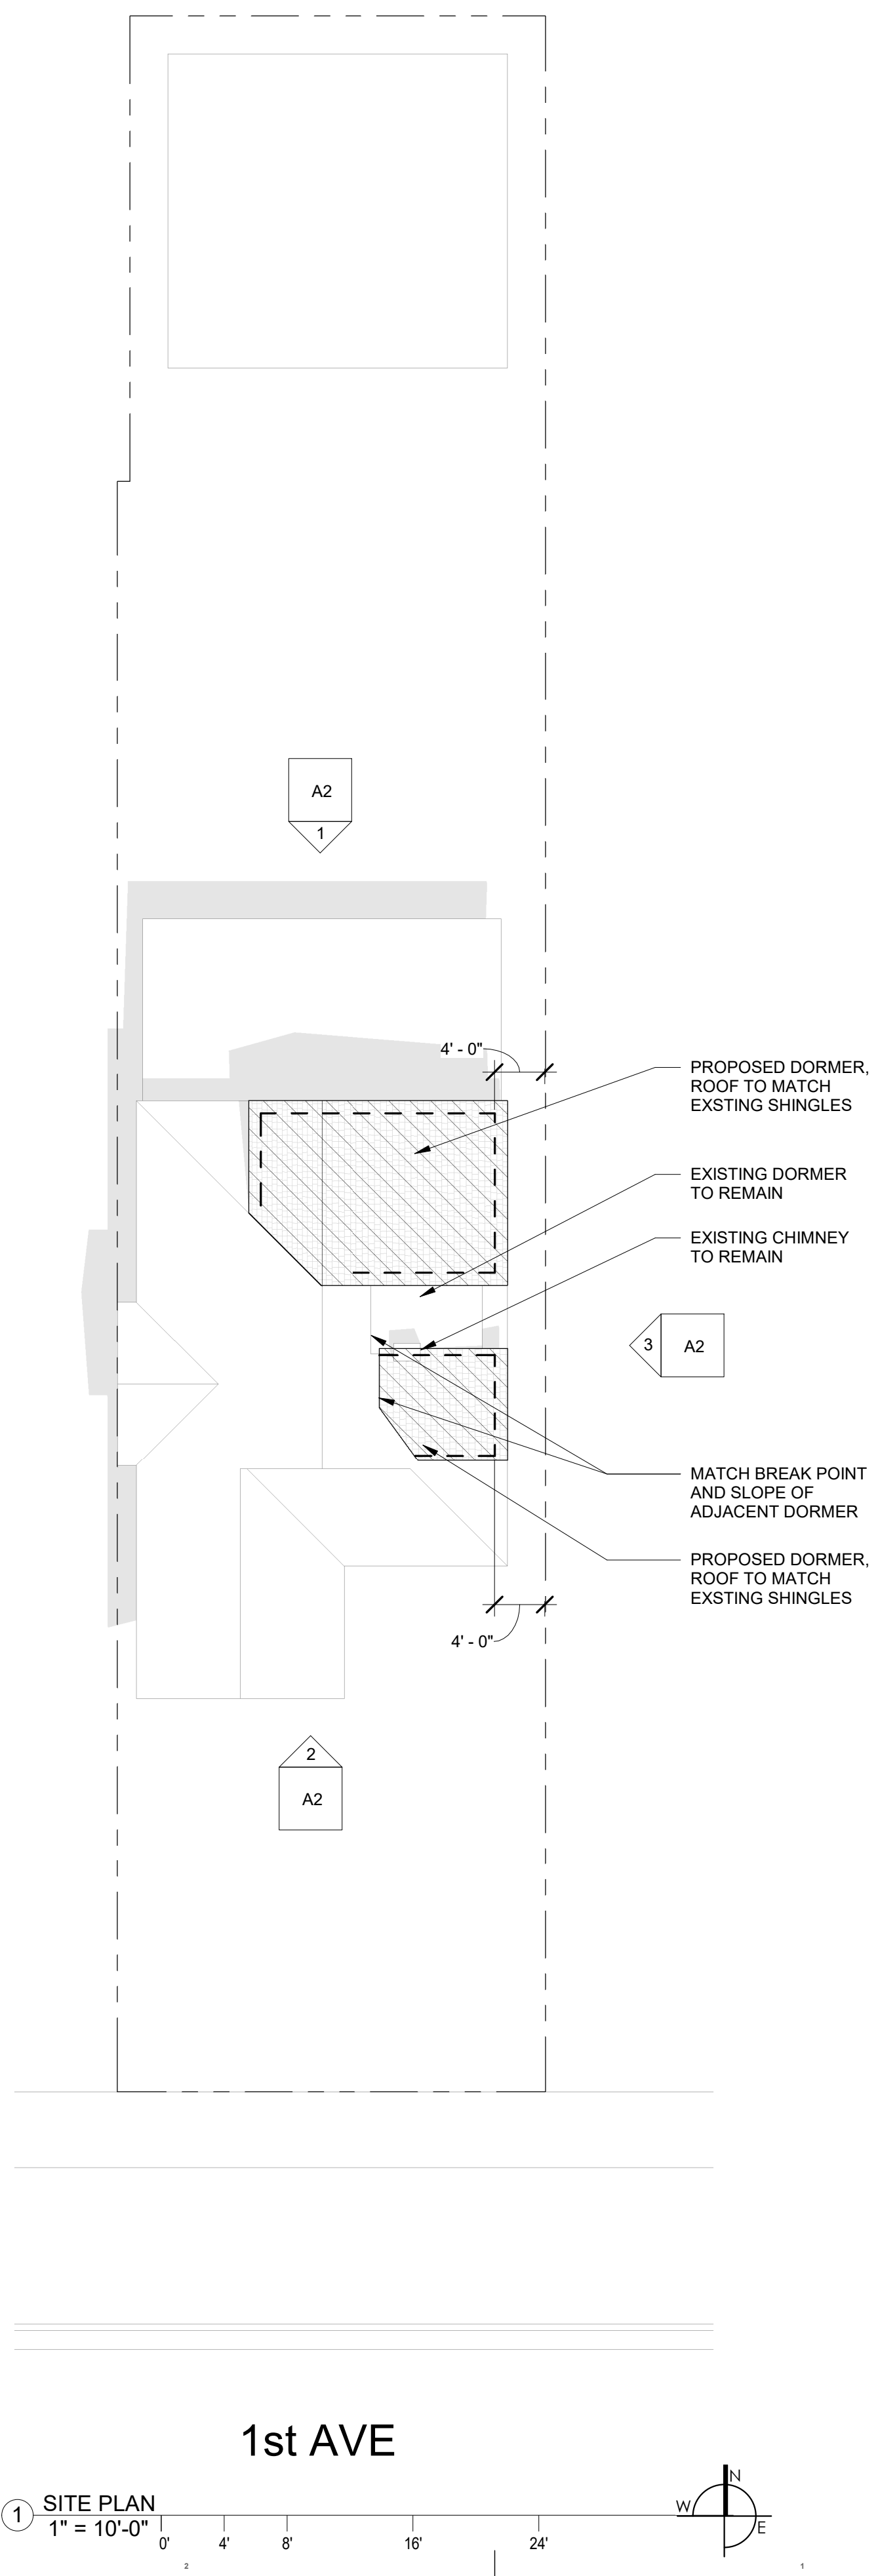 A2
1
4' - 0"
PROPOSED DORMER,
ROOF TO MATCH
EXSTING SHINGLES
EXISTING DORMER
TO REMAIN
EXISTING CHIMNEY
TO REMAIN
3
A2
MATCH BREAK POINT
AND SLOPE OF
ADJACENT DORMER
PROPOSED DORMER,
ROOF TO MATCH
EXSTING SHINGLES
4' - 0"
2
A2
1st AVE
1
SITE PLAN
1" = 10'-0"
0' 4' 8' 16' 24'
N
W
E
2 1